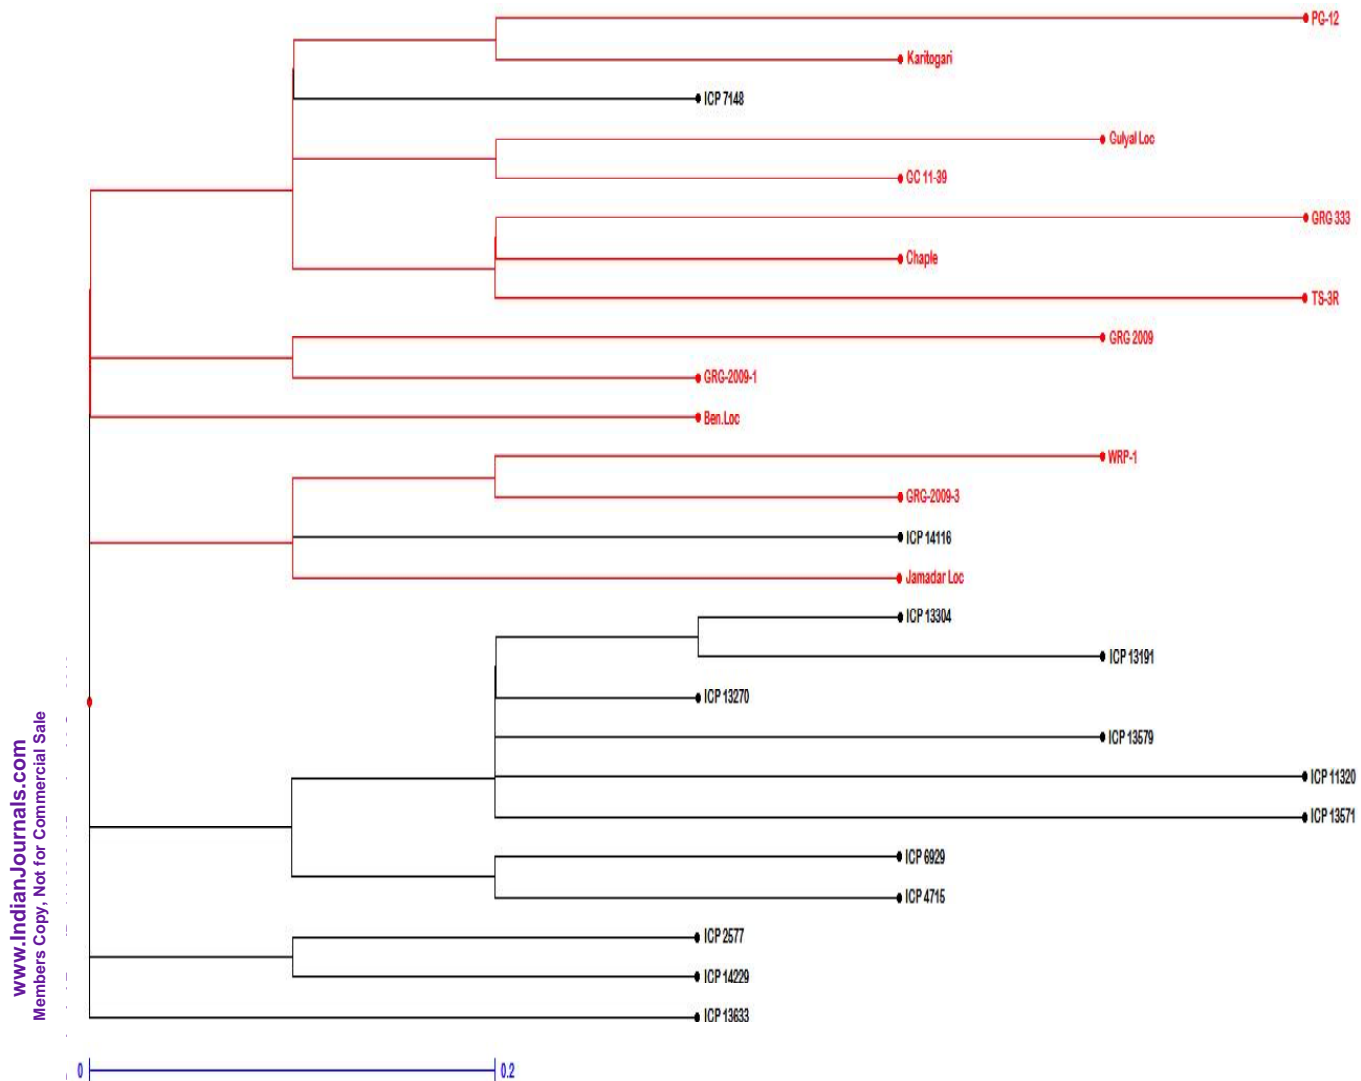 PG-12
Karitogari
ICP 7148
Gulyal Loc
GC 11-39
GRG 333
Chaple
TS-3R
GRG 2009
GRG-2009-1
Ben.Loc
WRP-1
GRG-2009-3
ICP 14116
Jamadar Loc
ICP 13304
ICP 13191
ICP 13270
ICP 13579
ICP 11320
ICP 13571
ICP 6929
ICP 4715
ICP 2577
ICP 14229
ICP 13633
0 0.2
www.IndianJournals.com
Members Copy, Not for Commercial Sale